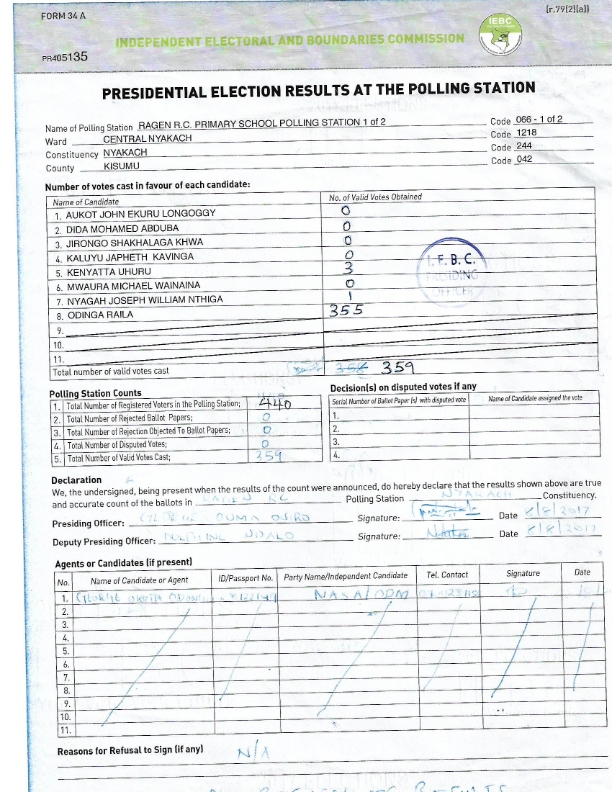 FORM 34 A
[r.79(2)(a)]
IEBC
INDEPENDENT ELECTORAL AND BOUNDARIES COMMISSION
PR405135
PRESIDENTIAL ELECTION RESULTS AT THE POLLING STATION
Name of Polling Station RAGEN R.C. PRIMARY SCHOOL POLLING STATION 1 of 2 Code 066 - 1 of 2
Ward CENTRAL NYAKACH Code 1218
Constituency NYAKACH Code 244
County KISUMU Code 042
Number of votes cast in favour of each candidate:
Name of Candidate No. of Valid Votes Obtained
1. AUKOT JOHN EKURU LONGOGGY 0
2. DIDA MOHAMED ABDUBA 0
3. JIRONGO SHAKHALAGA KHWA 0
4. KALUYU JAPHETH KAVINGA 0
5. KENYATTA UHURU 3
6. MWAURA MICHAEL WAINAINA 0
7. NYAGAH JOSEPH WILLIAM NTHIGA 1
8. ODINGA RAILA 355
9.
10.
11.
I.E.B.C.
PRESIDING
OFFICER
Total number of valid votes cast 359
Polling Station Counts
1. Total Number of Registered Voters in the Polling Station; 440
2. Total Number of Rejected Ballot Papers; 0
3. Total Number of Rejection Objected To Ballot Papers; 0
4. Total Number of Disputed Votes; 0
5. Total Number of Valid Votes Cast; 359
Decision(s) on disputed votes if any
Serial Number of Ballot Paper (s) with disputed vote Name of Candidate assigned the vote
1.
2.
3.
4.
Declaration
We, the undersigned, being present when the results of the count were announced, do hereby declare that the results shown above are true
and accurate count of the ballots in RAGEN RC Polling Station NYAKACH Constituency.
Presiding Officer: OUMA Signature: Date 8/8/2017
Deputy Presiding Officer: Signature: Date 8/8/2017
Agents or Candidates (if present)
No. Name of Candidate or Agent ID/Passport No. Party Name/Independent Candidate Tel. Contact Signature Date
1. NASA/ODM
2.
3.
4.
5.
6.
7.
8.
9.
10.
11.
Reasons for Refusal to Sign (if any) N/A